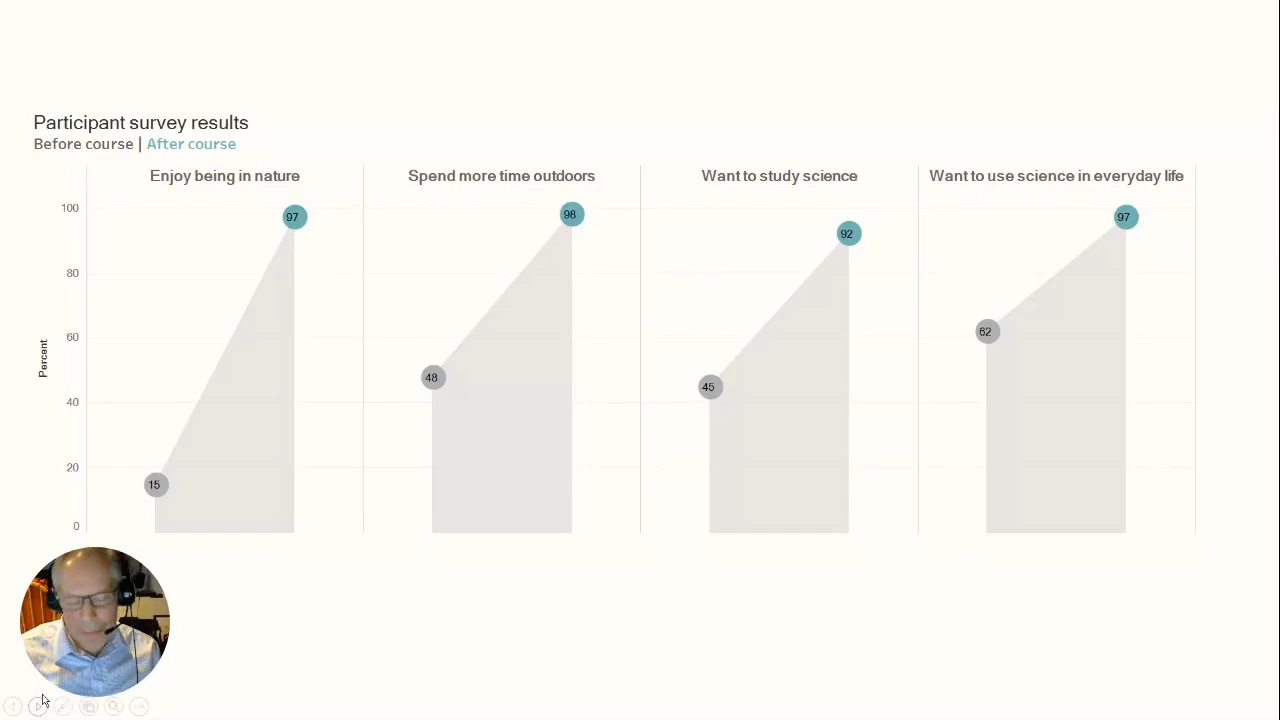 Participant survey results
Before course | After course
Enjoy being in nature
Spend more time outdoors
Want to study science
Want to use science in everyday life
Percent
100
80
60
40
20
0
15
97
48
98
45
92
62
97